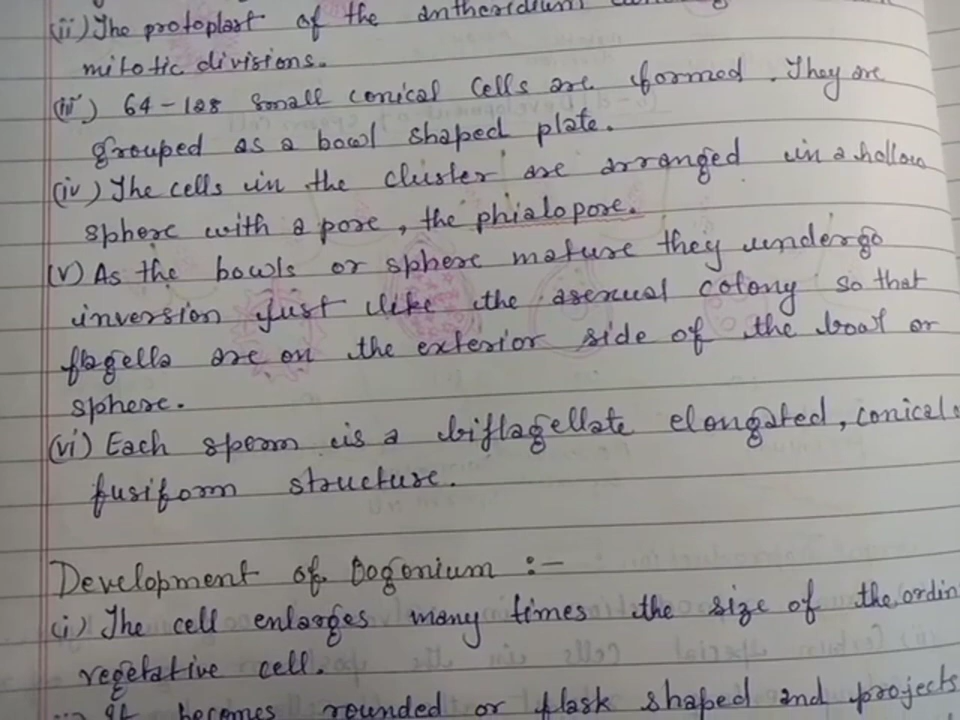 (ii) The protoplast of the antheridium
mitotic divisions.
(iii) 64-128 small conical cells are formed. They are
grouped as a bowl shaped plate.
(iv) The cells in the cluster are arranged in a hollow
sphere with a pore, the phialopore.
(v) As the bowls or sphere mature they undergo
inversion just like the asexual colony so that
flagella are on the exterior side of the bowl or
sphere.
(vi) Each sperm is a biflagellate elongated, conical
fusiform structure.
Development of Oogonium :-
(i) The cell enlarges many times the size of the ordin
vegetative cell.
It becomes rounded or flask shaped and projects